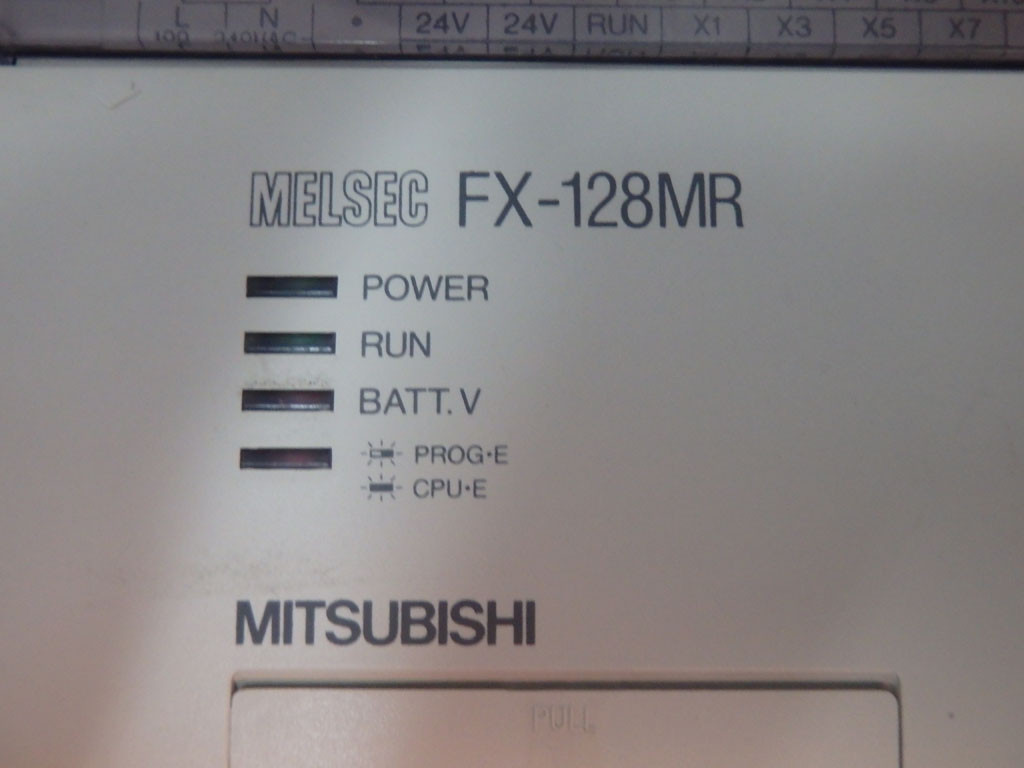 L N • 24V 24V RUN X1 X3 X5 X7
MELSEC FX-128MR
POWER
RUN
BATT.V
PROG•E
CPU•E
MITSUBISHI
PULL